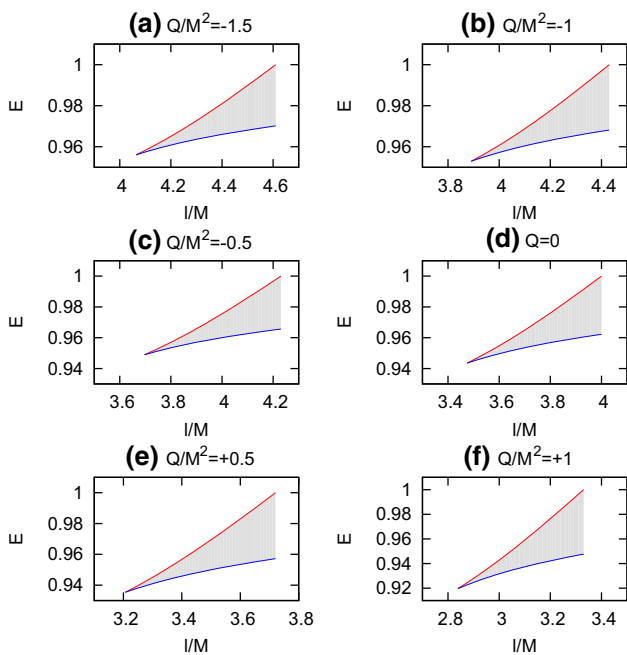 (a) Q/M²=-1.5
(b) Q/M²=-1
E
1
0.98
0.96
4 4.2 4.4 4.6
l/M
E
1
0.98
0.96
3.8 4 4.2 4.4
l/M
(c) Q/M²=-0.5
(d) Q=0
E
1
0.98
0.96
0.94
3.6 3.8 4 4.2
l/M
E
1
0.98
0.96
0.94
3.4 3.6 3.8 4
l/M
(e) Q/M²=+0.5
(f) Q/M²=+1
E
1
0.98
0.96
0.94
3.2 3.4 3.6 3.8
l/M
E
1
0.98
0.96
0.94
0.92
2.8 3 3.2 3.4
l/M